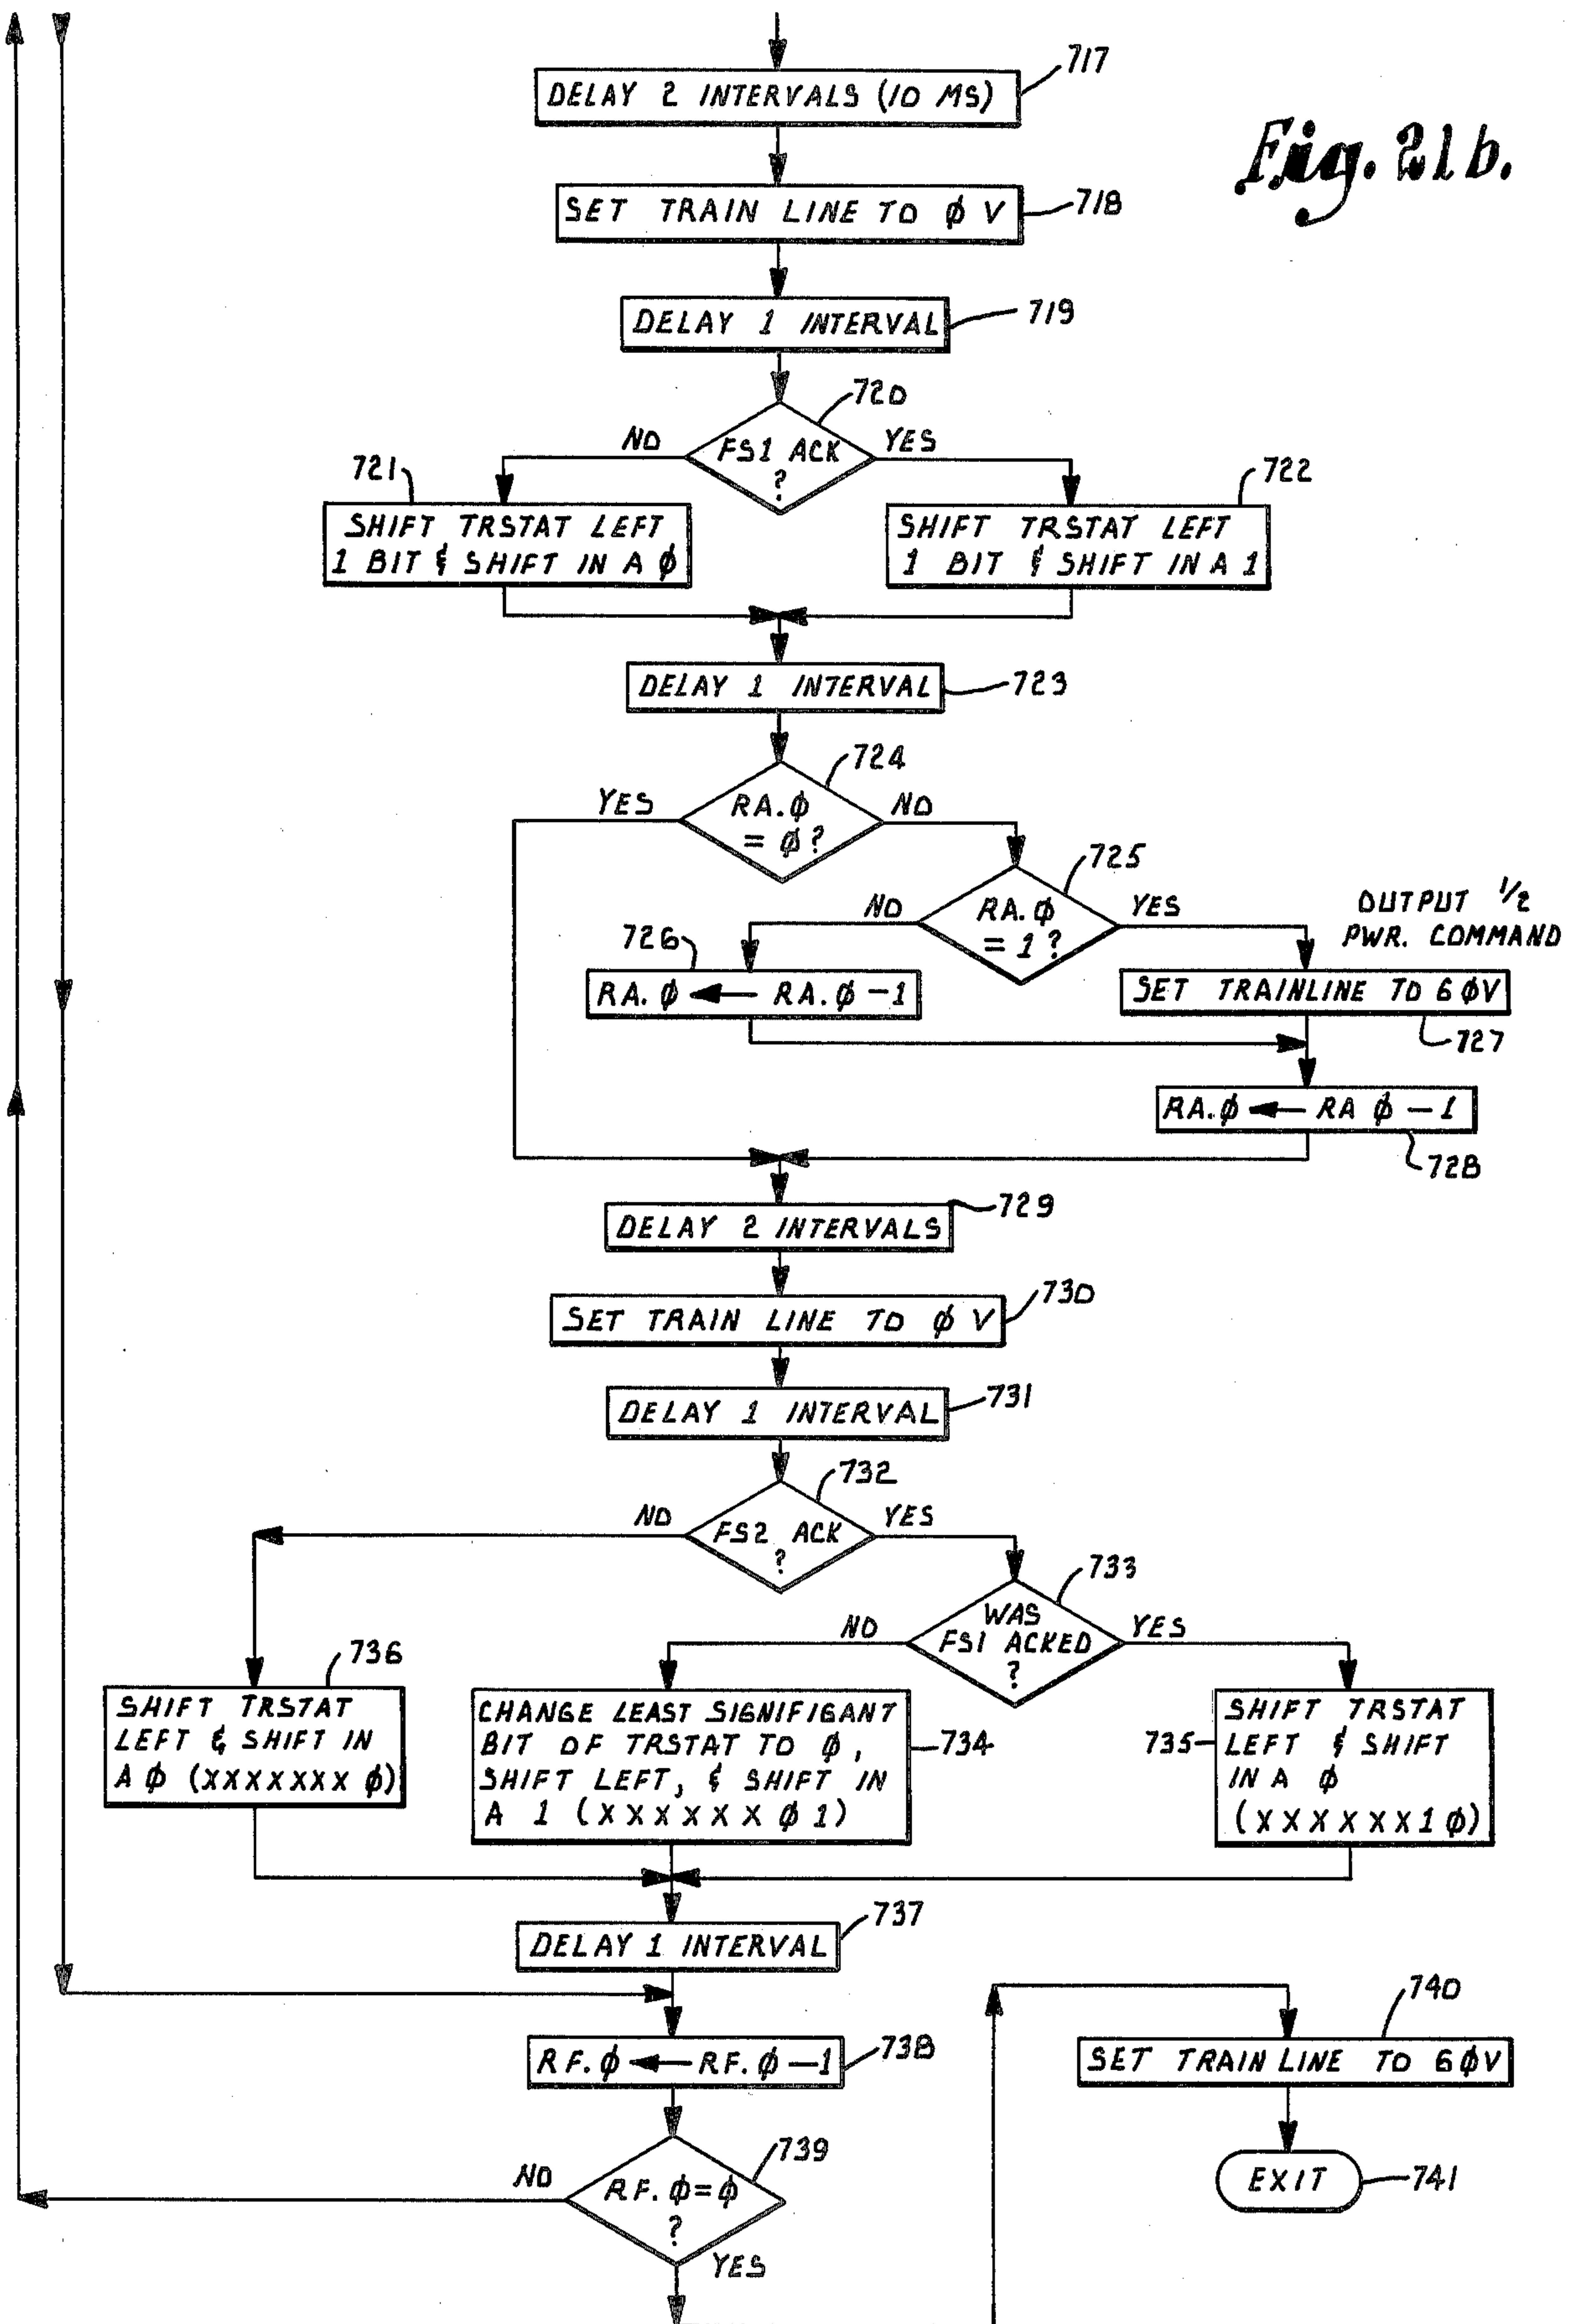 717
DELAY 2 INTERVALS (10 MS)
Fig. 21b.
SET TRAIN LINE TO φ V
718
DELAY 1 INTERVAL
719
720
NO
FS1 ACK
?
YES
721
SHIFT TRSTAT LEFT
1 BIT & SHIFT IN A φ
722
SHIFT TRSTAT LEFT
1 BIT & SHIFT IN A 1
DELAY 1 INTERVAL
723
724
YES
RA.φ
= φ?
NO
725
NO
RA.φ
= 1?
YES
OUTPUT 1/2
PWR. COMMAND
726
RA.φ ← RA.φ -1
SET TRAINLINE TO 6φV
727
RA.φ ← RA φ - 1
728
729
DELAY 2 INTERVALS
730
SET TRAIN LINE TO φ V
731
DELAY 1 INTERVAL
732
NO
FS2 ACK
?
YES
733
NO
WAS
FS1 ACKED
?
YES
736
SHIFT TRSTAT
LEFT & SHIFT IN
A φ (XXXXXXX φ)
CHANGE LEAST SIGNIFIGANT
BIT OF TRSTAT TO φ,
SHIFT LEFT, & SHIFT IN
A 1 (XXXXXX φ 1)
734
735
SHIFT TRSTAT
LEFT & SHIFT
IN A φ
(XXXXXX1 φ)
737
DELAY 1 INTERVAL
RF.φ ← RF.φ -1
738
740
SET TRAIN LINE TO 6φV
739
NO
RF.φ=φ
?
YES
EXIT
741